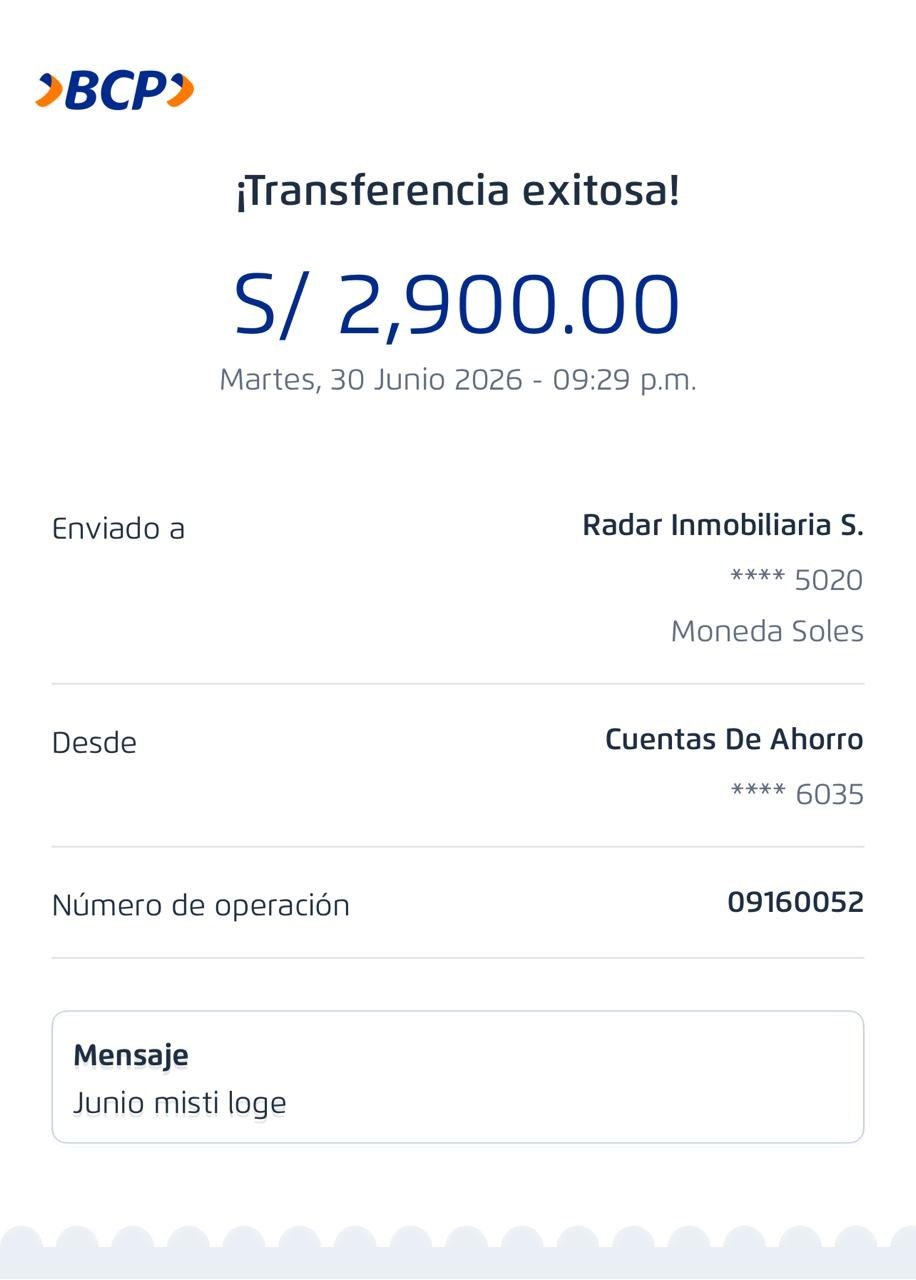 BCP
¡Transferencia exitosa!
S/ 2,900.00
Martes, 30 Junio 2026 - 09:29 p.m.
Enviado a
Radar Inmobiliaria S.
**** 5020
Moneda Soles
Desde
Cuentas De Ahorro
**** 6035
Número de operación
09160052
Mensaje
Junio misti loge